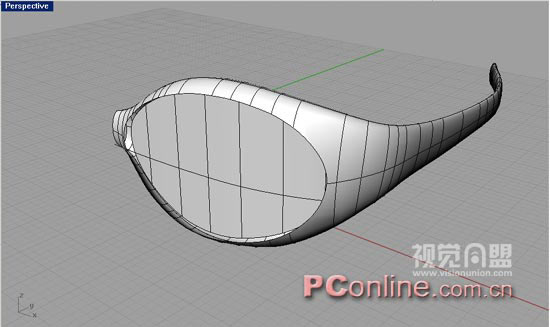 Perspective
视觉同盟
www.visionunion.com
PConline.com.cn
z
y
x